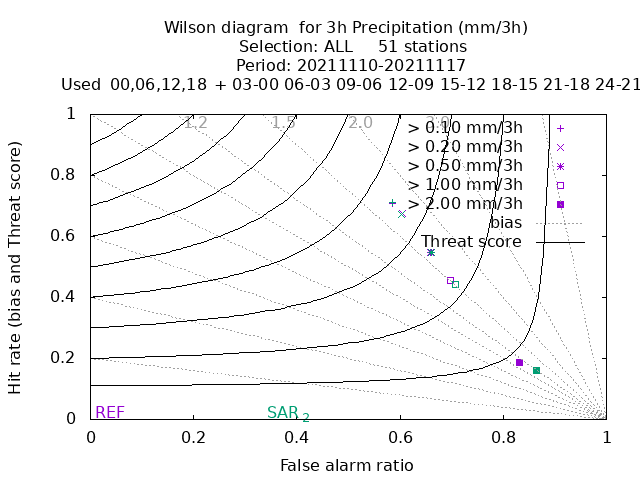 Wilson diagram  for 3h Precipitation (mm/3h)
Selection: ALL     51 stations
Period: 20211110-20211117
Used  00,06,12,18  + 03-00 06-03 09-06 12-09 15-12 18-15 21-18 24-21
1.2 1.5 2.0 3.0
> 0.10 mm/3h
> 0.20 mm/3h
> 0.50 mm/3h
> 1.00 mm/3h
> 2.00 mm/3h
bias
Threat score
Hit rate (bias and Threat score)
1
0.8
0.6
0.4
0.2
0
REF SAR 2
0 0.2 0.4 0.6 0.8 1
False alarm ratio